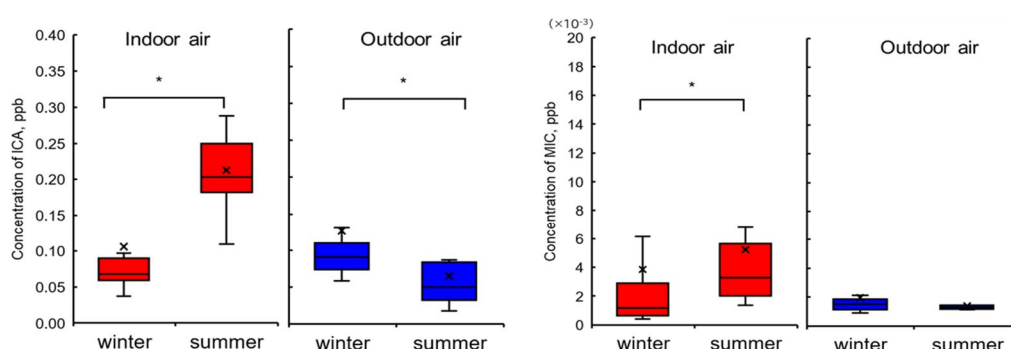 Indoor air
Outdoor air
*
*
Concentration of ICA, ppb
0.40
0.35
0.30
0.25
0.20
0.15
0.10
0.05
0.00
winter
summer
winter
summer
(×10-3)
Indoor air
Outdoor air
*
Concentration of MIC, ppb
20
18
16
14
12
10
8
6
4
2
0
winter
summer
winter
summer